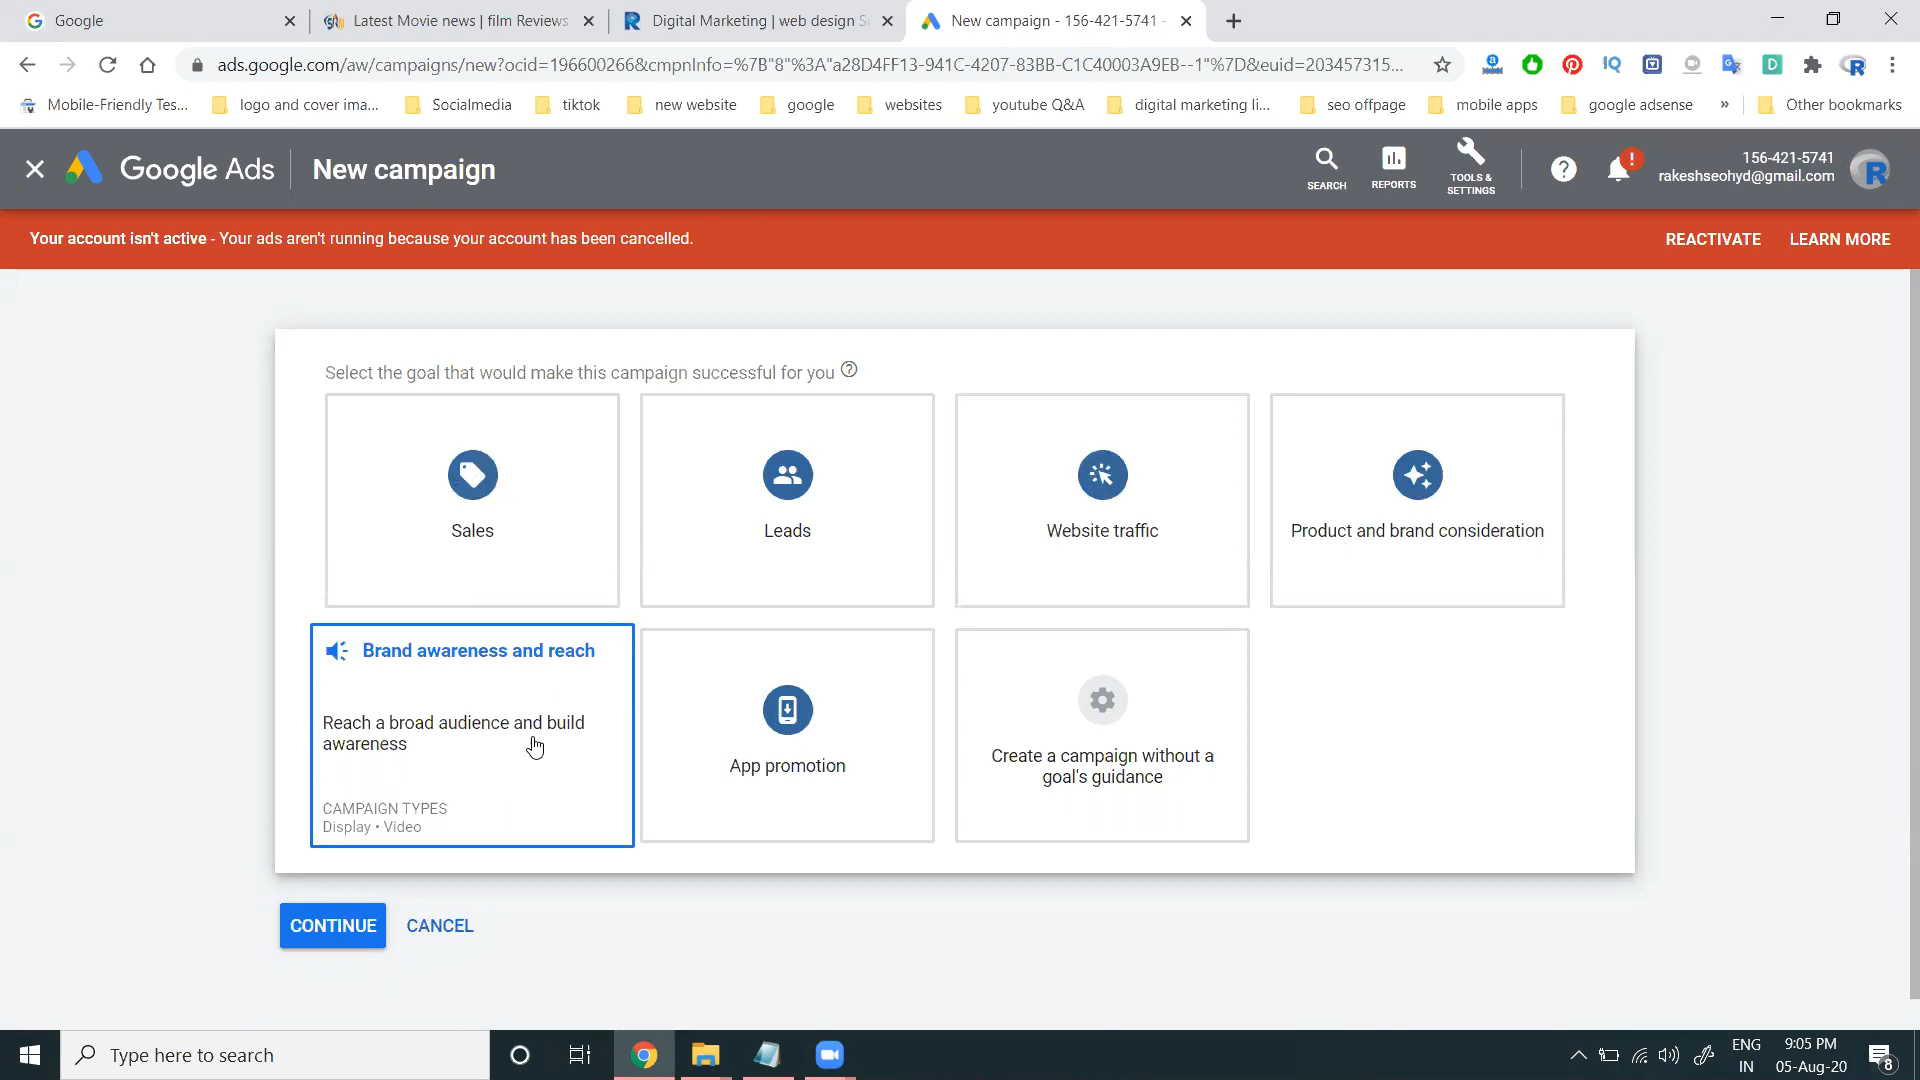 Google
Latest Movie news | film Reviews
Digital Marketing | web design S
New campaign - 156-421-5741 -
ads.google.com/aw/campaigns/new?ocid=196600266&cmpnInfo=%7B"8"%3A"a28D4FF13-941C-4207-83BB-C1C40003A9EB--1"%7D&euid=203457315...
Mobile-Friendly Tes...
logo and cover ima...
Socialmedia
tiktok
new website
google
websites
youtube Q&A
digital marketing li...
seo offpage
mobile apps
google adsense
»
Other bookmarks
Google Ads
New campaign
SEARCH
REPORTS
TOOLS &
SETTINGS
156-421-5741
rakeshseohyd@gmail.com
Your account isn't active - Your ads aren't running because your account has been cancelled.
REACTIVATE
LEARN MORE
Select the goal that would make this campaign successful for you
Sales
Leads
Website traffic
Product and brand consideration
Brand awareness and reach
Reach a broad audience and build
awareness
CAMPAIGN TYPES
Display • Video
App promotion
Create a campaign without a
goal's guidance
CONTINUE
CANCEL
Type here to search
ENG
IN
9:05 PM
05-Aug-20
8